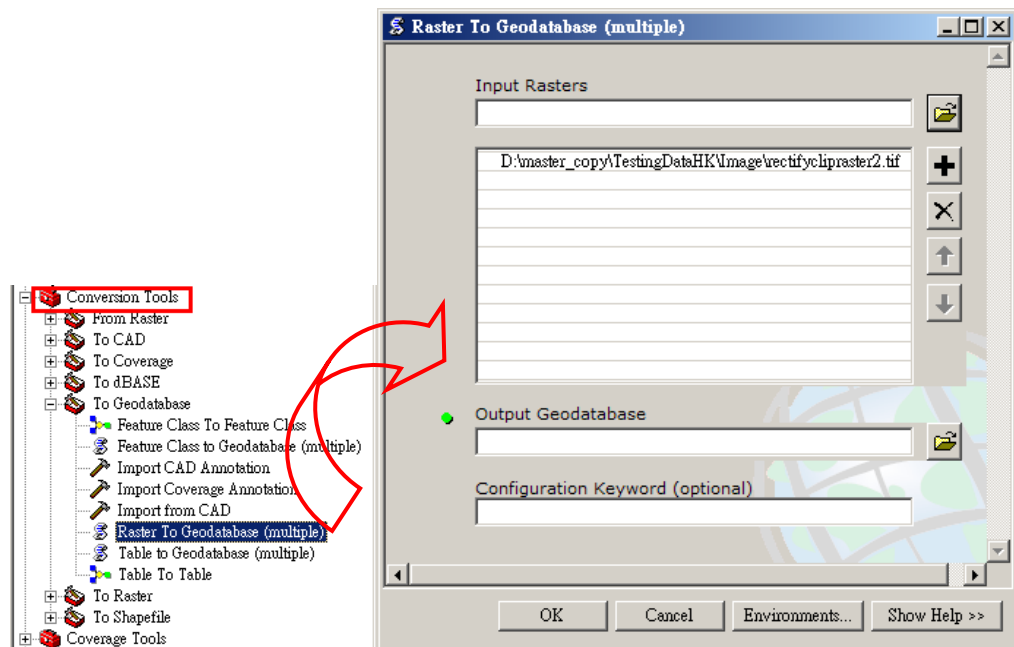 Raster To Geodatabase (multiple)
Input Rasters
D:\master_copy\TestingDataHK\Image\rectifyclipraster2.tif
Output Geodatabase
Configuration Keyword (optional)
OK
Cancel
Environments...
Show Help >>
Conversion Tools
From Raster
To CAD
To Coverage
To dBASE
To Geodatabase
Feature Class To Feature Class
Feature Class to Geodatabase (multiple)
Import CAD Annotation
Import Coverage Annotation
Import from CAD
Raster To Geodatabase (multiple)
Table to Geodatabase (multiple)
Table To Table
To Raster
To Shapefile
Coverage Tools